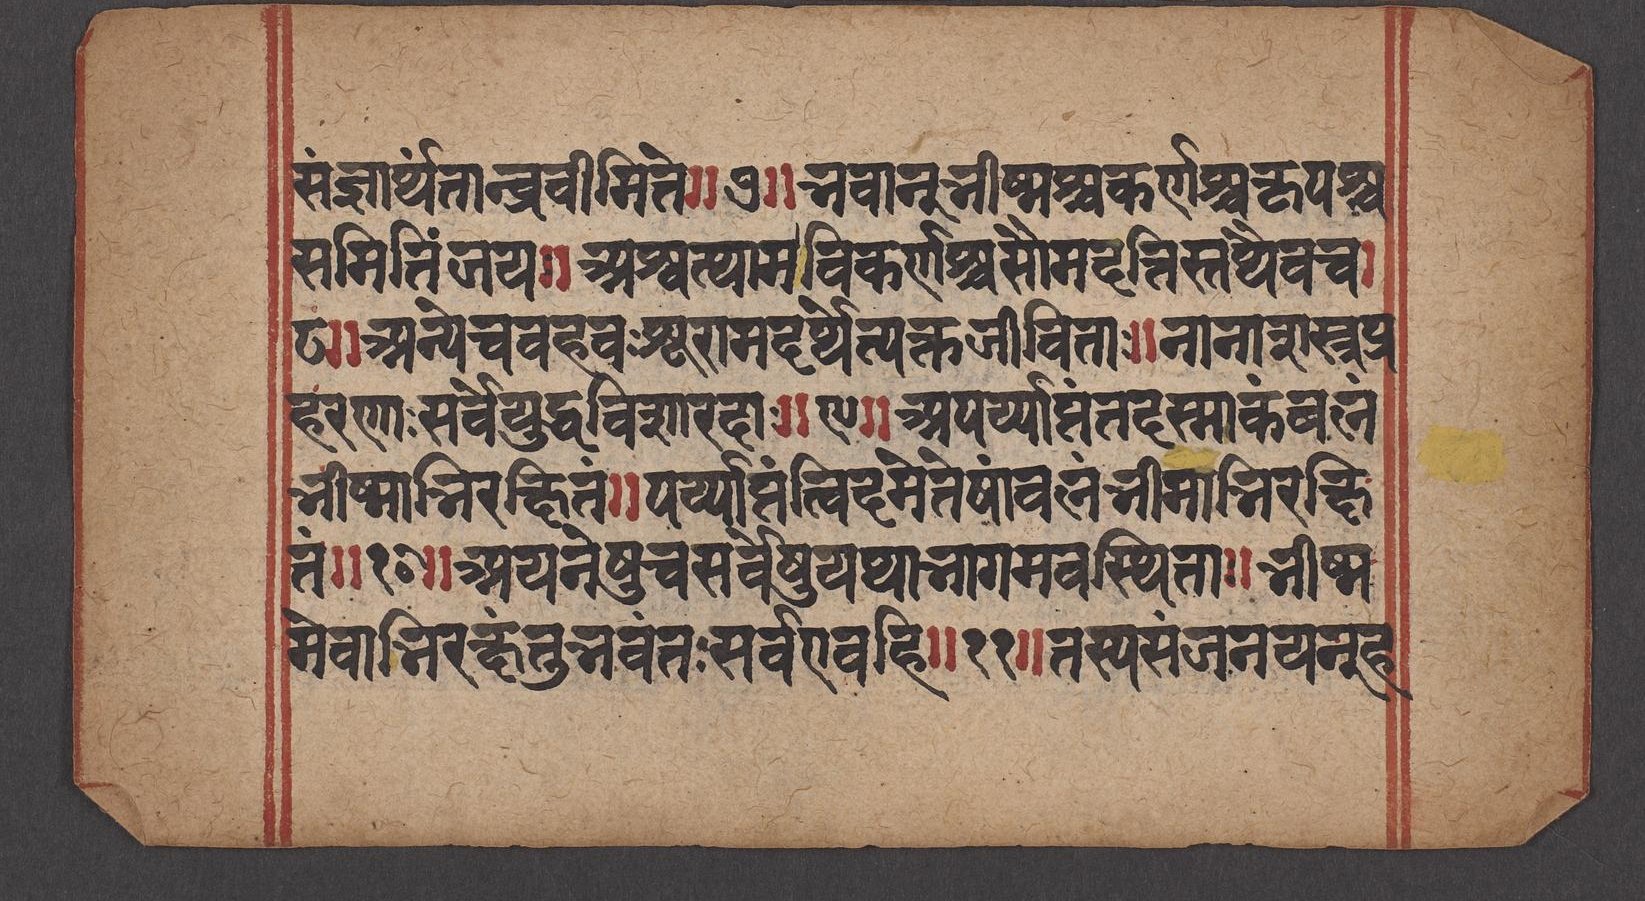 संज्ञार्थंतान्ब्रवीमिते॥७॥भवान्भीष्मश्चकर्णश्चकृपश्च
समितिंजय॥अश्वत्थामाविकर्णश्चसौमदत्तिस्तथैवच।
८॥अन्येचवहवःशूरामदर्थेत्यक्तजीविताः॥नानाशस्त्रप्र
हरणाःसर्वेयुद्धविशारदाः॥९॥अपर्य्याप्तंतदस्माकंबलं
भीष्माभिरक्षितं॥पर्य्याप्तंत्विदमेतेषांवलंभीमाभिरक्षि
तं॥१०॥अयनेषुचसर्वेषुयथाभागमवस्थिताः॥भीष्म
मेवाभिरक्षंतुभवंतःसर्वएवहि॥११॥तस्यसंजनयन्ह